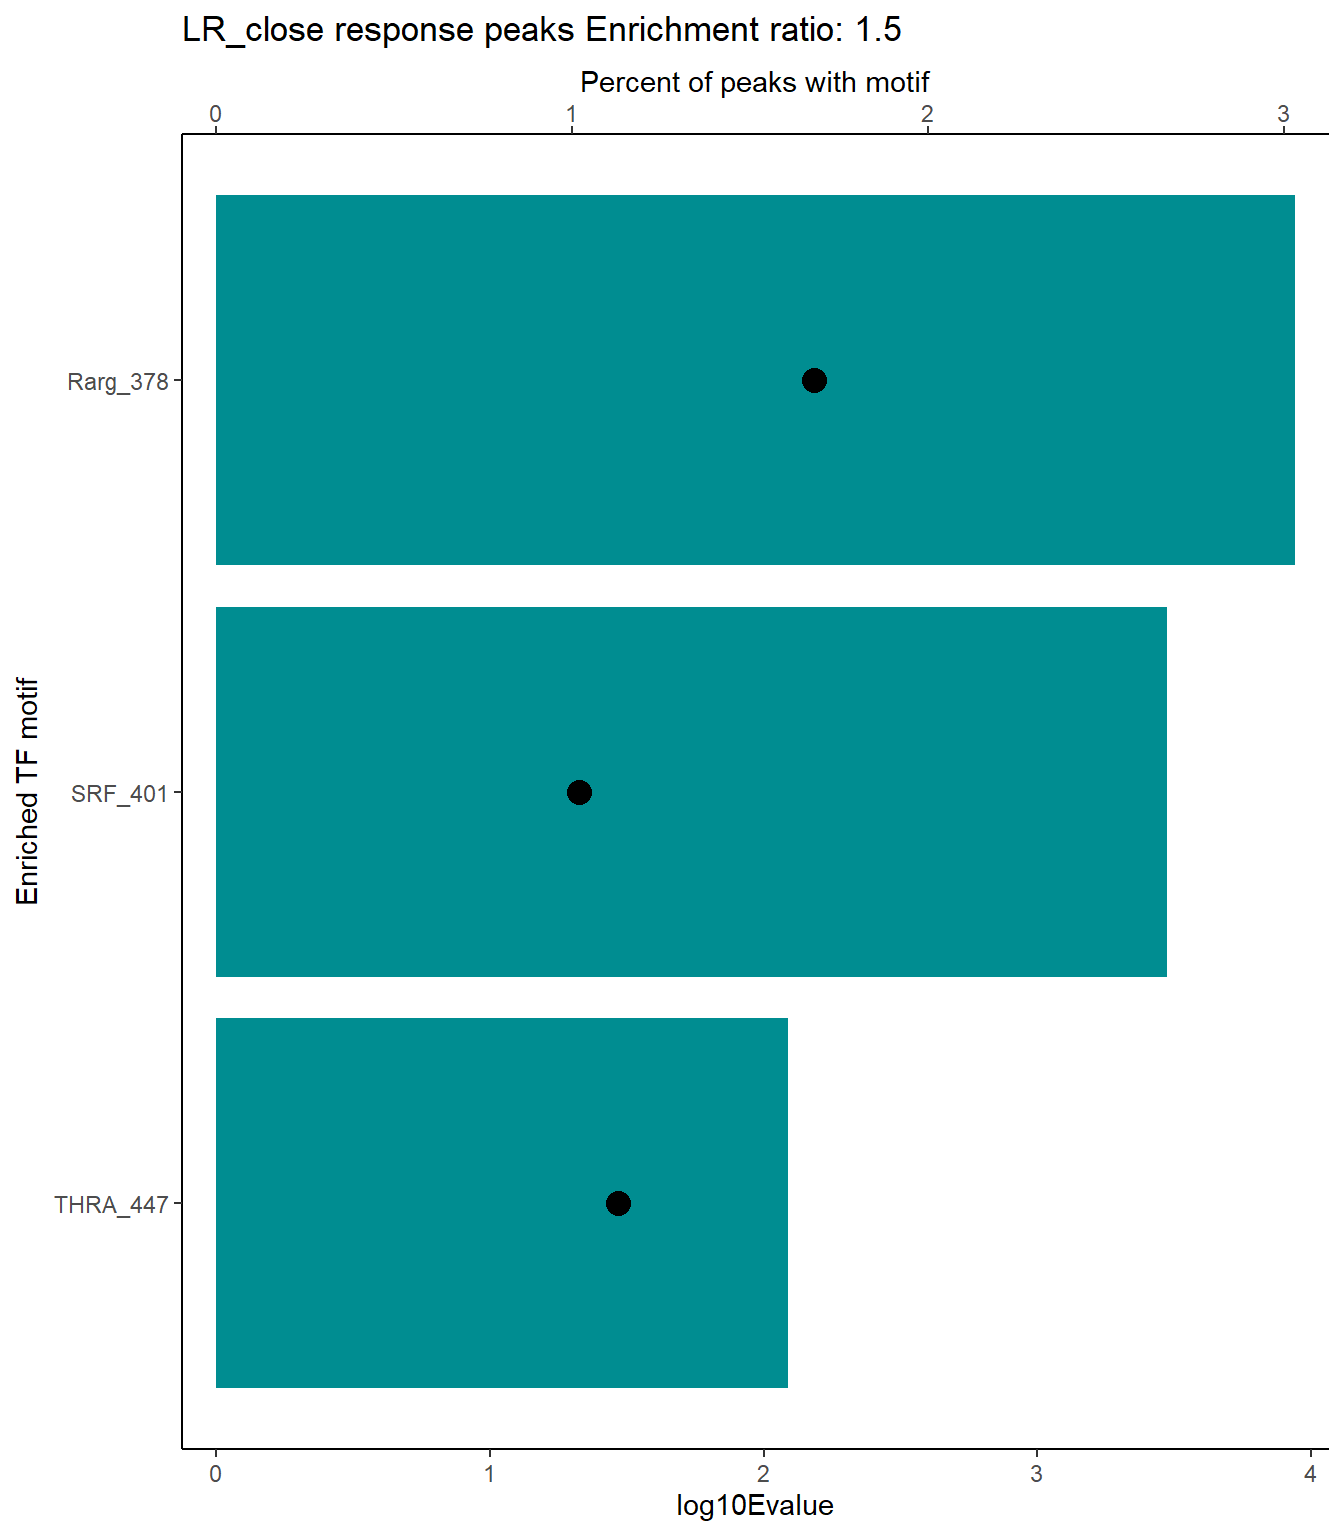 LR_close response peaks Enrichment ratio: 1.5
Percent of peaks with motif
0 1 2 3
Enriched TF motif
Rarg_378
SRF_401
THRA_447
0 1 2 3 4
log10Evalue